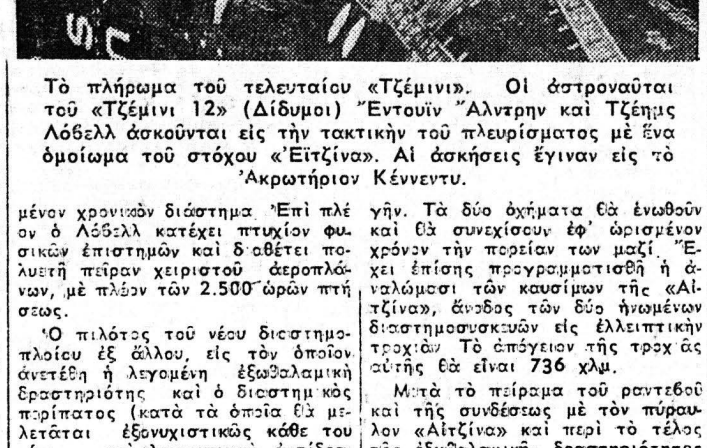 Τὸ πλήρωμα τοῦ τελευταίου «Τζέμινι». Οἱ ἀστροναῦται
τοῦ «Τζέμινι 12» (Δίδυμοι) Ἔντουϊν Ἄλντρην καὶ Τζέημς
Λόβελλ ἀσκοῦνται εἰς τὴν τακτικὴν τοῦ πλευρίσματος μὲ ἕνα
ὁμοίωμα τοῦ στόχου «Ἐϊτζίνα». Αἱ ἀσκήσεις ἔγιναν εἰς τὸ
Ἀκρωτήριον Κέννεντυ.
μένον χρονικὸν διάστημα. Ἐπὶ πλέ
ον ὁ Λόβελλ κατέχει πτυχίον φυ-
σικῶν ἐπιστημῶν καὶ διαθέτει πο-
λυετῆ πεῖραν χειριστοῦ ἀεροπλά-
νων, μὲ πλέον τῶν 2.500 ὡρῶν πτή
σεως.
Ὁ πιλότος τοῦ νέου διαστημο-
πλοίου ἐξ ἄλλου, εἰς τὸν ὁποῖον
ἀνετέθη ἡ λεγομένη ἐξωθαλαμικὴ
δραστηριότης καὶ ὁ διαστημικὸς
περίπατος (κατὰ τὰ ὁποῖα θὰ με-
λετᾶται ἐξονυχιστικῶς κάθε του
γῆν. Τὰ δύο ὀχήματα θὰ ἑνωθοῦν
καὶ θὰ συνεχίσουν ἐφ' ὡρισμένον
χρόνον τὴν πορείαν των μαζί. Ἔ-
χει ἐπίσης προγραμματισθῆ ἡ ἀ-
ναλώμασι τῶν καυσίμων τῆς «Αἰ-
τζίνα», ἄνοδος τῶν δύο ἡνωμένων
διαστημοσυσκευῶν εἰς ἐλλειπτικὴν
τροχιὰν Τὸ ἀπόγειον τῆς τροχιᾶς
αὐτῆς θὰ εἶναι 736 χλμ.
Μετὰ τὸ πείραμα τοῦ ραντεβοῦ
καὶ τῆς συνδέσεως μὲ τὸν πύραυ-
λον «Αἰτζίνα» καὶ περὶ τὸ τέλος